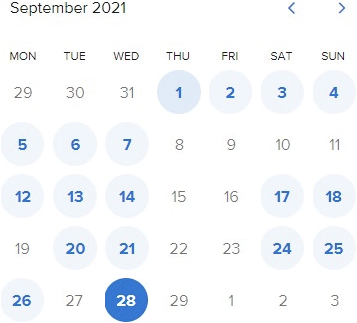 September 2021
MON TUE WED THU FRI SAT SUN
29 30 31 1 2 3 4
5 6 7 8 9 10 11
12 13 14 15 16 17 18
19 20 21 22 23 24 25
26 27 28 29 1 2 3